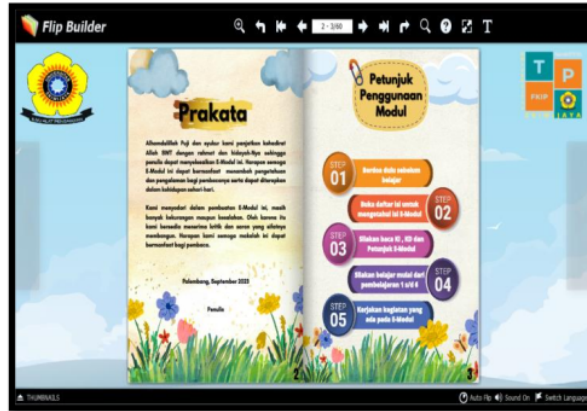 Flip Builder
2 - 3/60
T
T
P
FKIP
JAYA
Prakata
Alhamdulillah Puji dan syukur kami panjatkan kehadirat
Allah SWT dengan rahmat dan hidayah-Nya sehingga
penulis dapat menyelesaikan E-Modul ini. Harapan semoga
E-Modul ini dapat bermanfaat menambah pengetahuan
dan pengalaman bagi pembacanya serta dapat diterapkan
dalam kehidupan sehari-hari.
Kami menyadari dalam pembuatan E-Modul ini, masih
banyak kekurangan maupun kesalahan. Oleh karena itu
kami bersedia menerima kritik dan saran yang sifatnya
membangun. Harapan kami semoga makalah ini dapat
bermanfaat bagi pembaca.
Palembang, September 2023
Penulis
2
Petunjuk
Penggunaan
Modul
STEP
01
Berdoa dulu sebelum
belajar
Buka daftar isi untuk
mengetahui isi E-Modul
STEP
02
STEP
03
Silakan baca KI , KD dan
Petunjuk E-Modul
Silakan belajar mulai dari
pembelajaran 1 s/d 6
STEP
04
STEP
05
Kerjakan kegiatan yang
ada pada E-Modul
3
THUMBNAILS
Auto Flip
Sound On
Switch Language